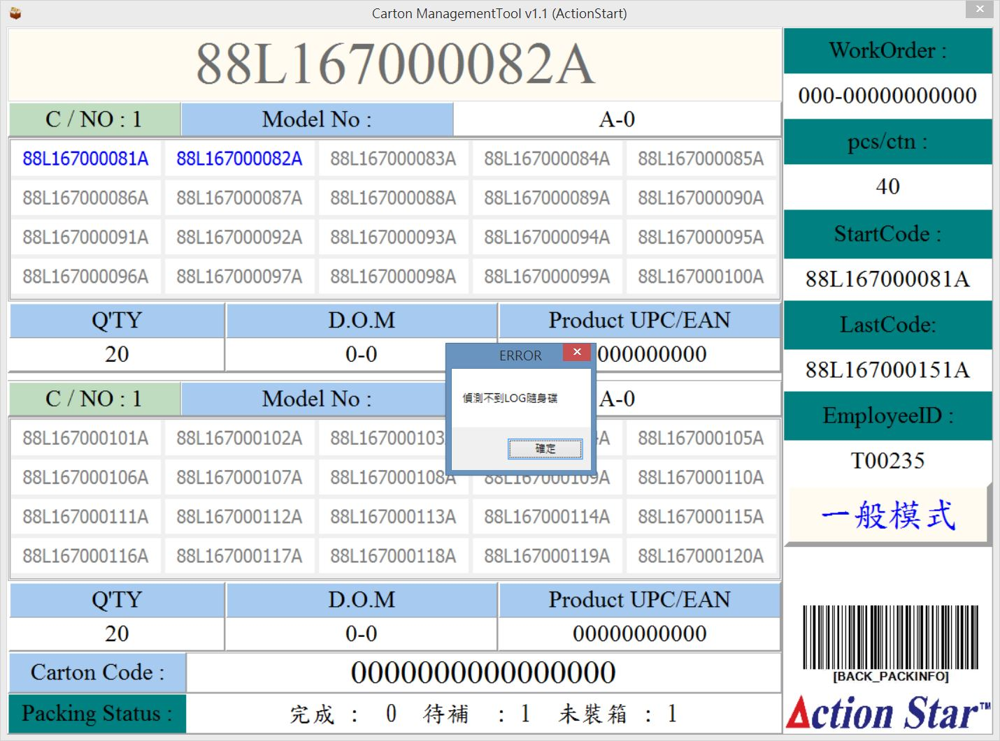 Carton ManagementTool v1.1 (ActionStart)
88L167000082A
C / NO : 1 Model No : A-0
88L167000081A 88L167000082A 88L167000083A 88L167000084A 88L167000085A
88L167000086A 88L167000087A 88L167000088A 88L167000089A 88L167000090A
88L167000091A 88L167000092A 88L167000093A 88L167000094A 88L167000095A
88L167000096A 88L167000097A 88L167000098A 88L167000099A 88L167000100A
Q'TY D.O.M Product UPC/EAN
20 0-0 000000000
ERROR
偵測不到LOG隨身碟
確定
C / NO : 1 Model No : A-0
88L167000101A 88L167000102A 88L167000103 A 88L167000105A
88L167000106A 88L167000107A 88L167000108A 88L167000109A 88L167000110A
88L167000111A 88L167000112A 88L167000113A 88L167000114A 88L167000115A
88L167000116A 88L167000117A 88L167000118A 88L167000119A 88L167000120A
Q'TY D.O.M Product UPC/EAN
20 0-0 00000000000
Carton Code : 0000000000000000
Packing Status : 完成 : 0 待補 : 1 未裝箱 : 1
WorkOrder :
000-00000000000
pcs/ctn :
40
StartCode :
88L167000081A
LastCode:
88L167000151A
EmployeeID :
T00235
一般模式
[BACK_PACKINFO]
Action Star™